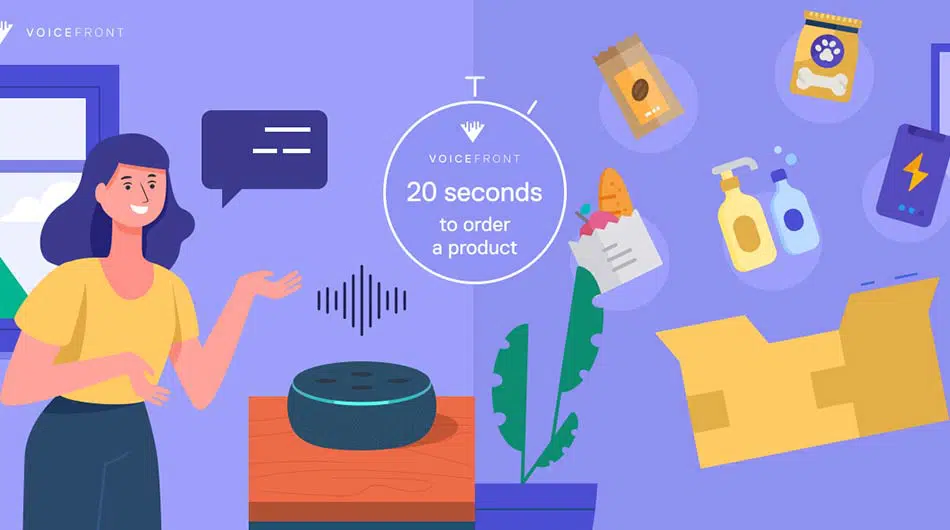 VOICEFRONT
VOICEFRONT
20 seconds
to order
a product